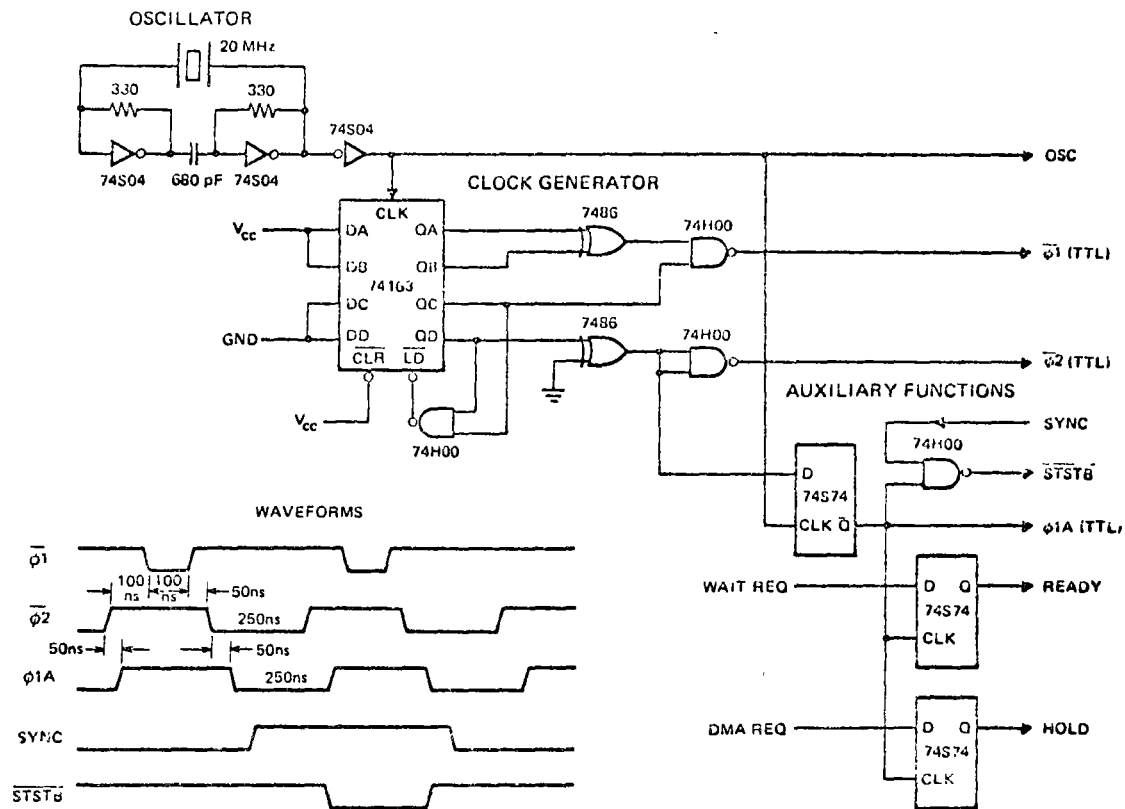 OSCILLATOR
20 MHz
330
330
74S04
74S04
680 pF
74S04
OSC
CLOCK GENERATOR
CLK
VCC
DA
QA
7486
74H00
φ1 (TTL)
DB
QB
74163
DC
QC
GND
DD
QD
7486
74H00
φ2 (TTL)
CLR
LD
VCC
74H00
AUXILIARY FUNCTIONS
SYNC
74H00
D
74S74
STSTB
CLK
Q
φ1A (TTL)
WAVEFORMS
φ1
100 ns
100 ns
50ns
φ2
250ns
50ns
50ns
φ1A
250ns
SYNC
STSTB
WAIT REQ
D
Q
READY
74S74
CLK
DMA REQ
D
Q
HOLD
74S74
CLK